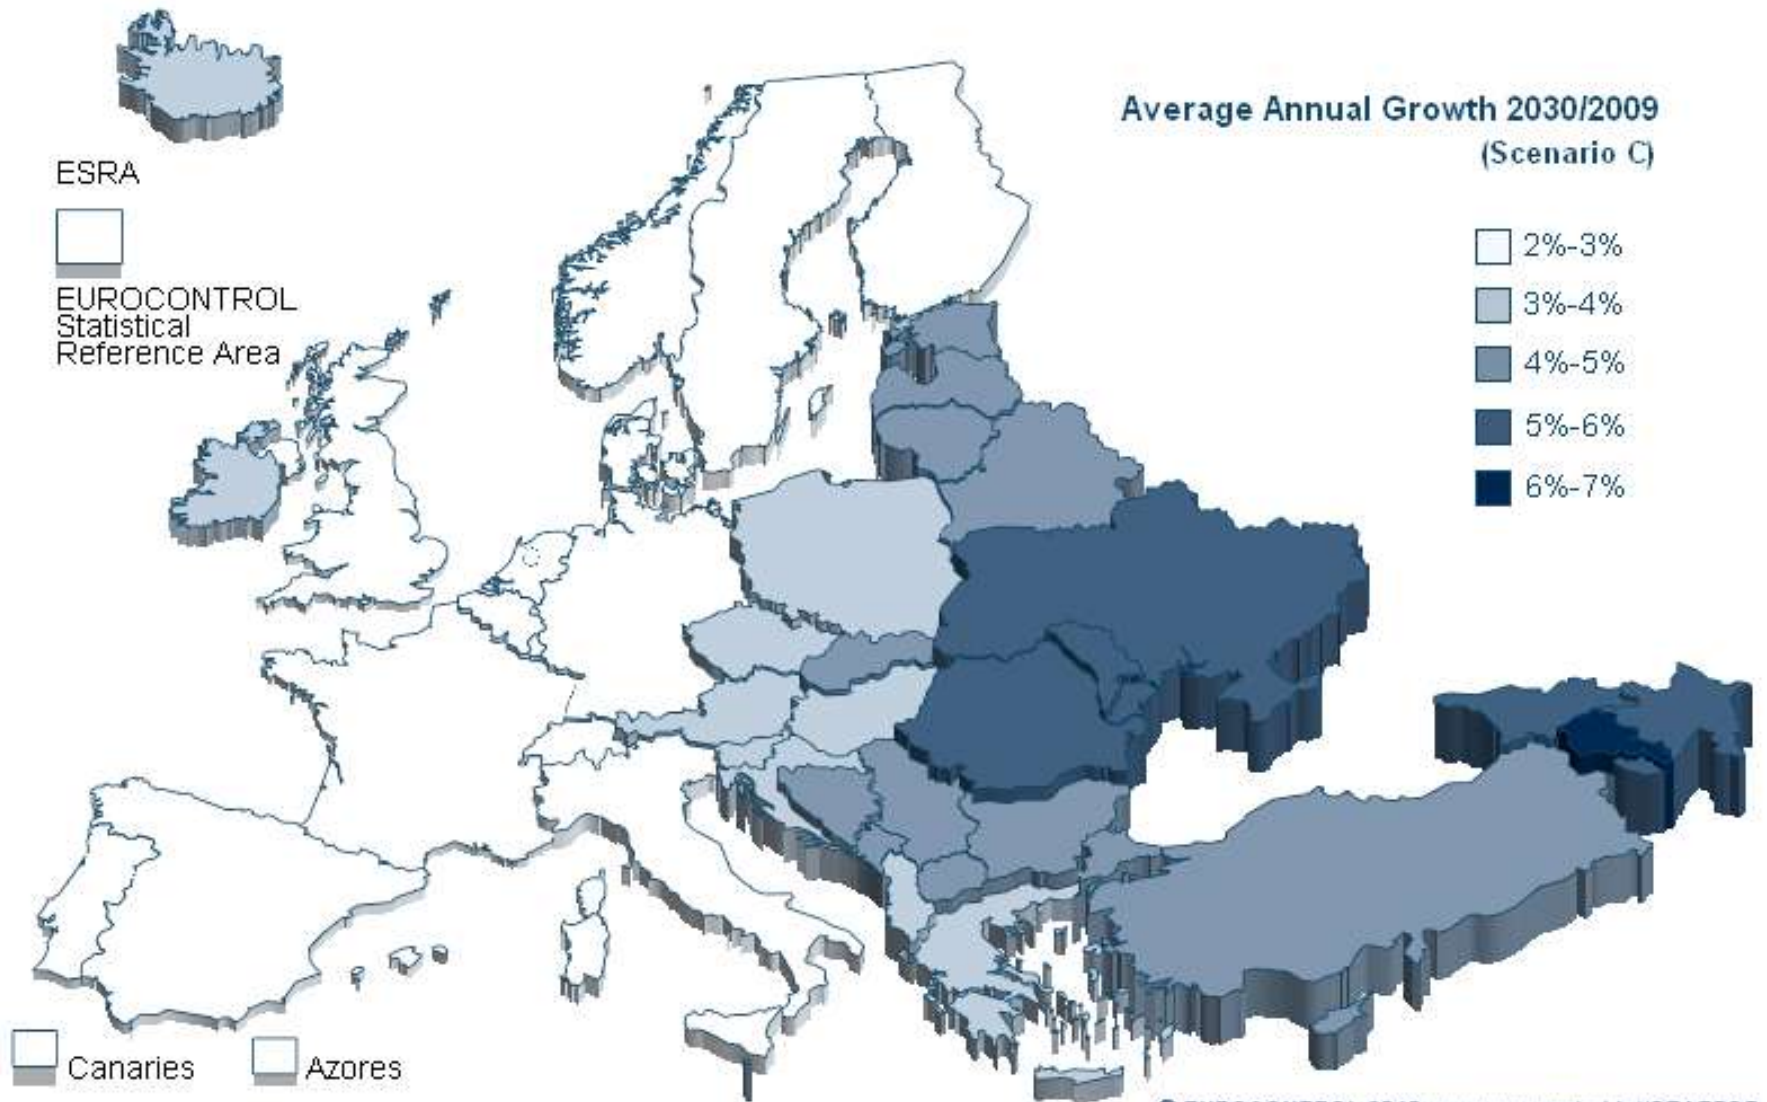 Average Annual Growth 2030/2009
(Scenario C)
ESRA
EUROCONTROL
Statistical
Reference Area
2%-3%
3%-4%
4%-5%
5%-6%
6%-7%
Canaries
Azores